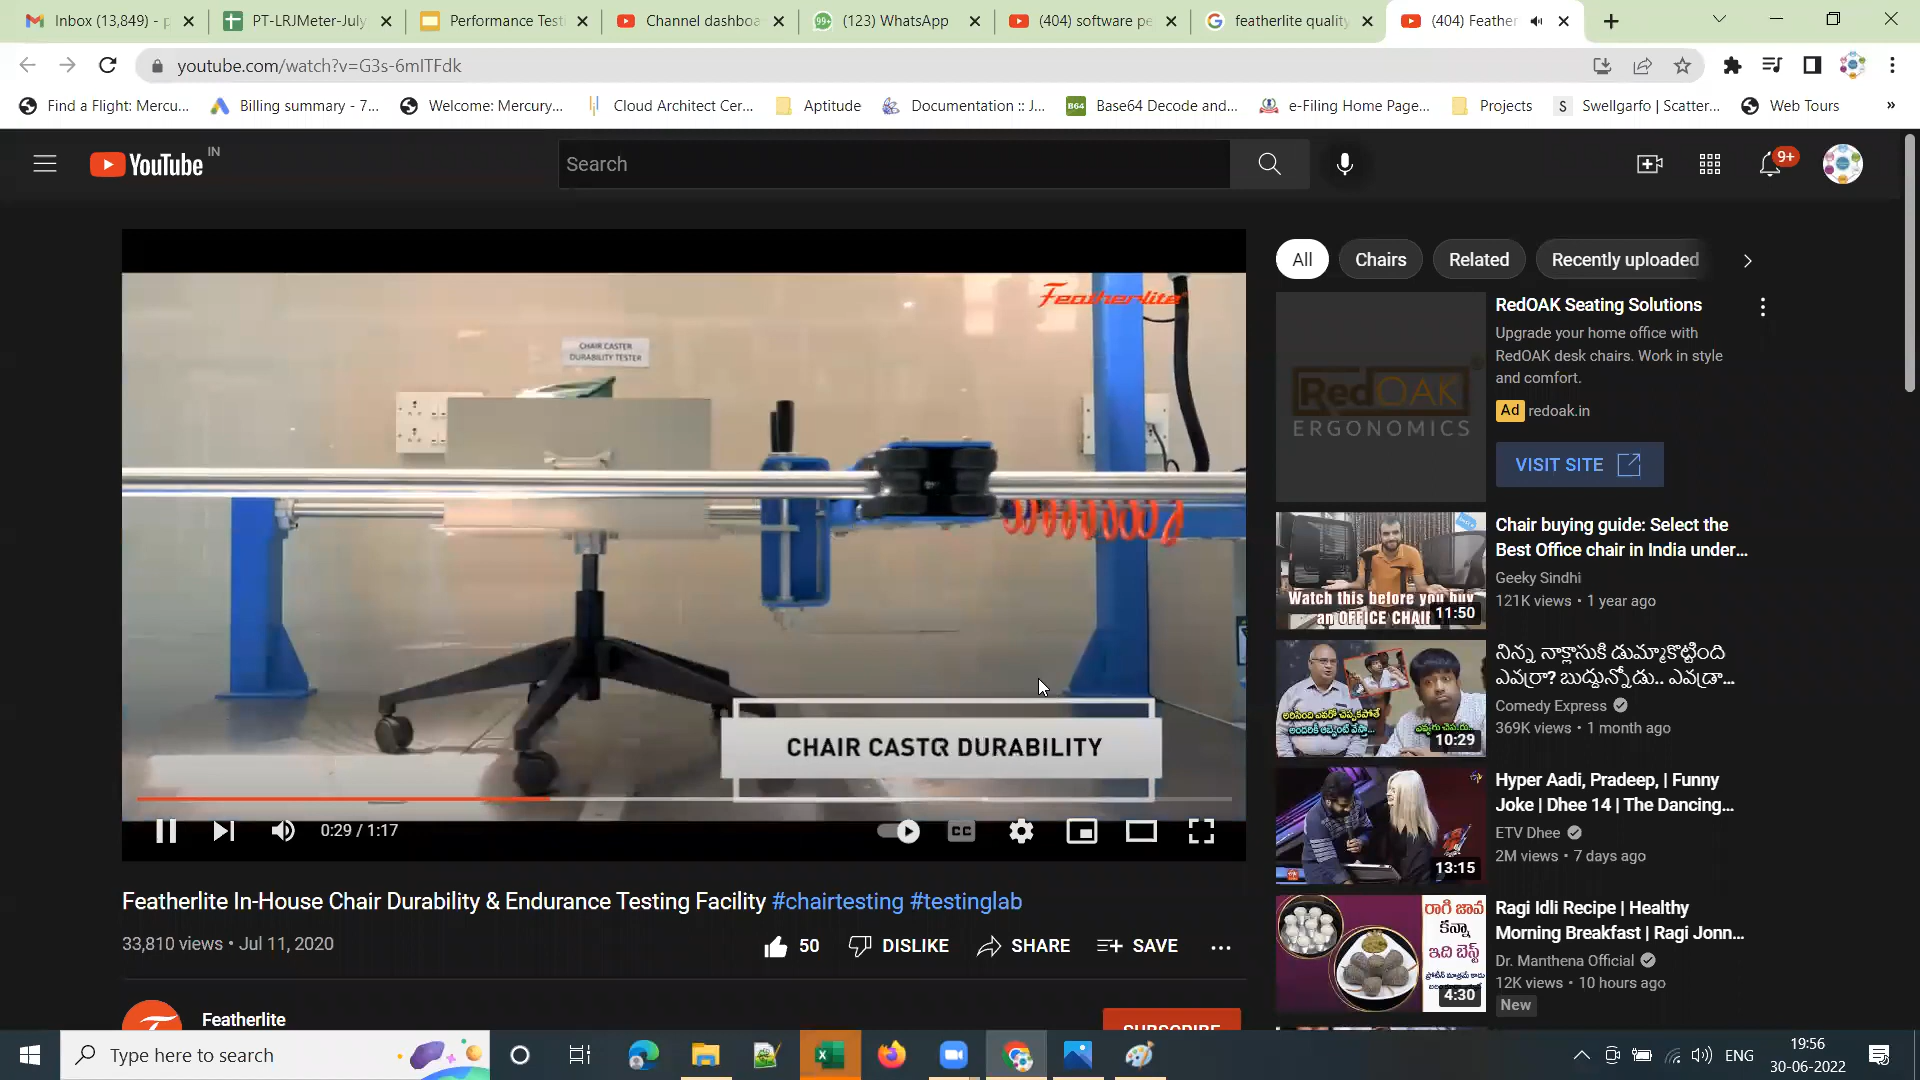 Inbox (13,849) - p
PT-LRJMeter-July
Performance Test
Channel dashboa
(123) WhatsApp
(404) software pe
featherlite quality
(404) Feather
youtube.com/watch?v=G3s-6mITFdk
Find a Flight: Mercu...
Billing summary - 7...
Welcome: Mercury...
Cloud Architect Cer...
Aptitude
Documentation :: J...
B64 Base64 Decode and...
e-Filing Home Page...
Projects
S Swellgarfo | Scatter...
Web Tours
»
YouTube IN
Search
9+
Featherlite
CHAIR CASTER
DURABILITY TESTER
CHAIR CASTR DURABILITY
0:29 / 1:17
CC
Featherlite In-House Chair Durability & Endurance Testing Facility #chairtesting #testinglab
33,810 views • Jul 11, 2020
50
DISLIKE
SHARE
SAVE
...
Featherlite
SUBSCRIBE
All
Chairs
Related
Recently uploaded
RedOAK
ERGONOMICS
RedOAK Seating Solutions
Upgrade your home office with
RedOAK desk chairs. Work in style
and comfort.
Ad redoak.in
VISIT SITE
Watch this before you buy
an OFFICE CHAIR
11:50
Chair buying guide: Select the
Best Office chair in India under...
Geeky Sindhi
121K views • 1 year ago
10:29
నిన్న నాక్లాసుకి డుమ్మాకొట్టింది
ఎవర్రా? బుద్దున్నోడు.. ఎవడ్రా...
Comedy Express
369K views • 1 month ago
13:15
Hyper Aadi, Pradeep, | Funny
Joke | Dhee 14 | The Dancing...
ETV Dhee
2M views • 7 days ago
రాగి జావ
కన్నా
ఇది బెస్ట్
4:30
Ragi Idli Recipe | Healthy
Morning Breakfast | Ragi Jonn...
Dr. Manthena Official
12K views • 10 hours ago
New
Type here to search
ENG
19:56
30-06-2022